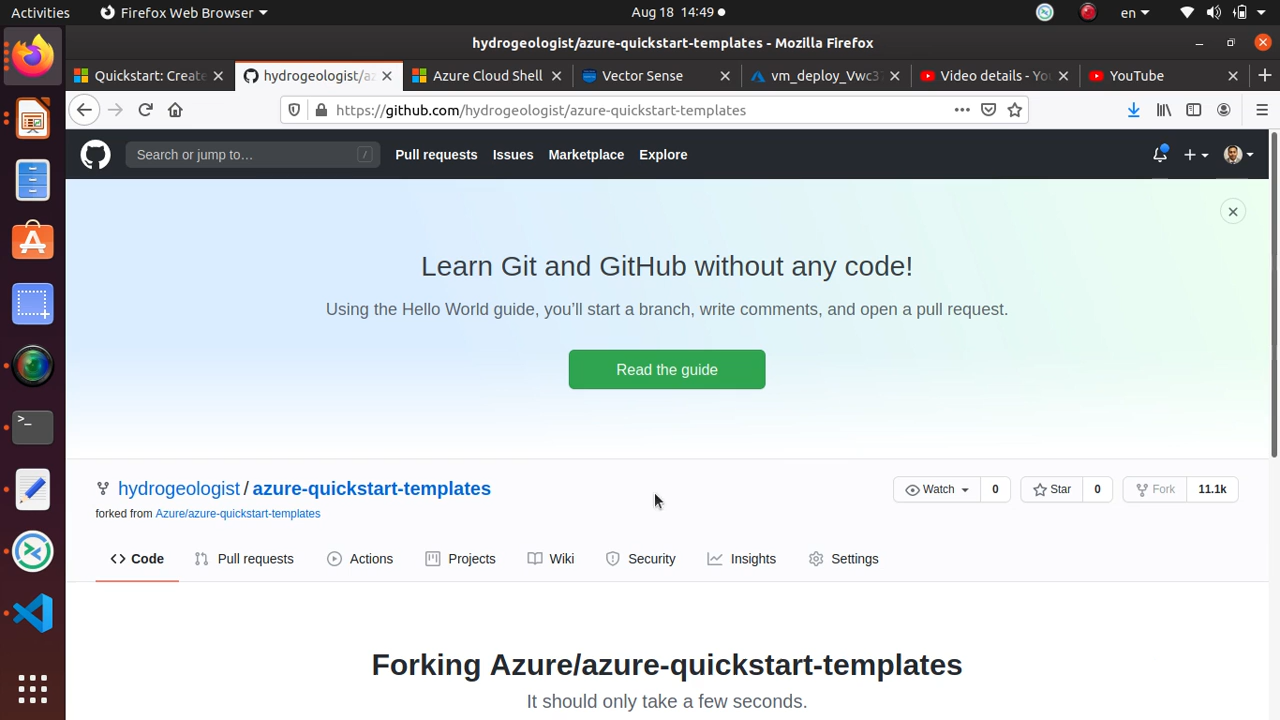 Activities Firefox Web Browser Aug 18 14:49 en
hydrogeologist/azure-quickstart-templates - Mozilla Firefox
Quickstart: Create hydrogeologist/az Azure Cloud Shell Vector Sense vm_deploy_Vwc3 Video details - You YouTube
https://github.com/hydrogeologist/azure-quickstart-templates
Search or jump to… / Pull requests Issues Marketplace Explore
Learn Git and GitHub without any code!
Using the Hello World guide, you’ll start a branch, write comments, and open a pull request.
Read the guide
hydrogeologist / azure-quickstart-templates Watch 0 Star 0 Fork 11.1k
forked from Azure/azure-quickstart-templates
Code Pull requests Actions Projects Wiki Security Insights Settings
Forking Azure/azure-quickstart-templates
It should only take a few seconds.